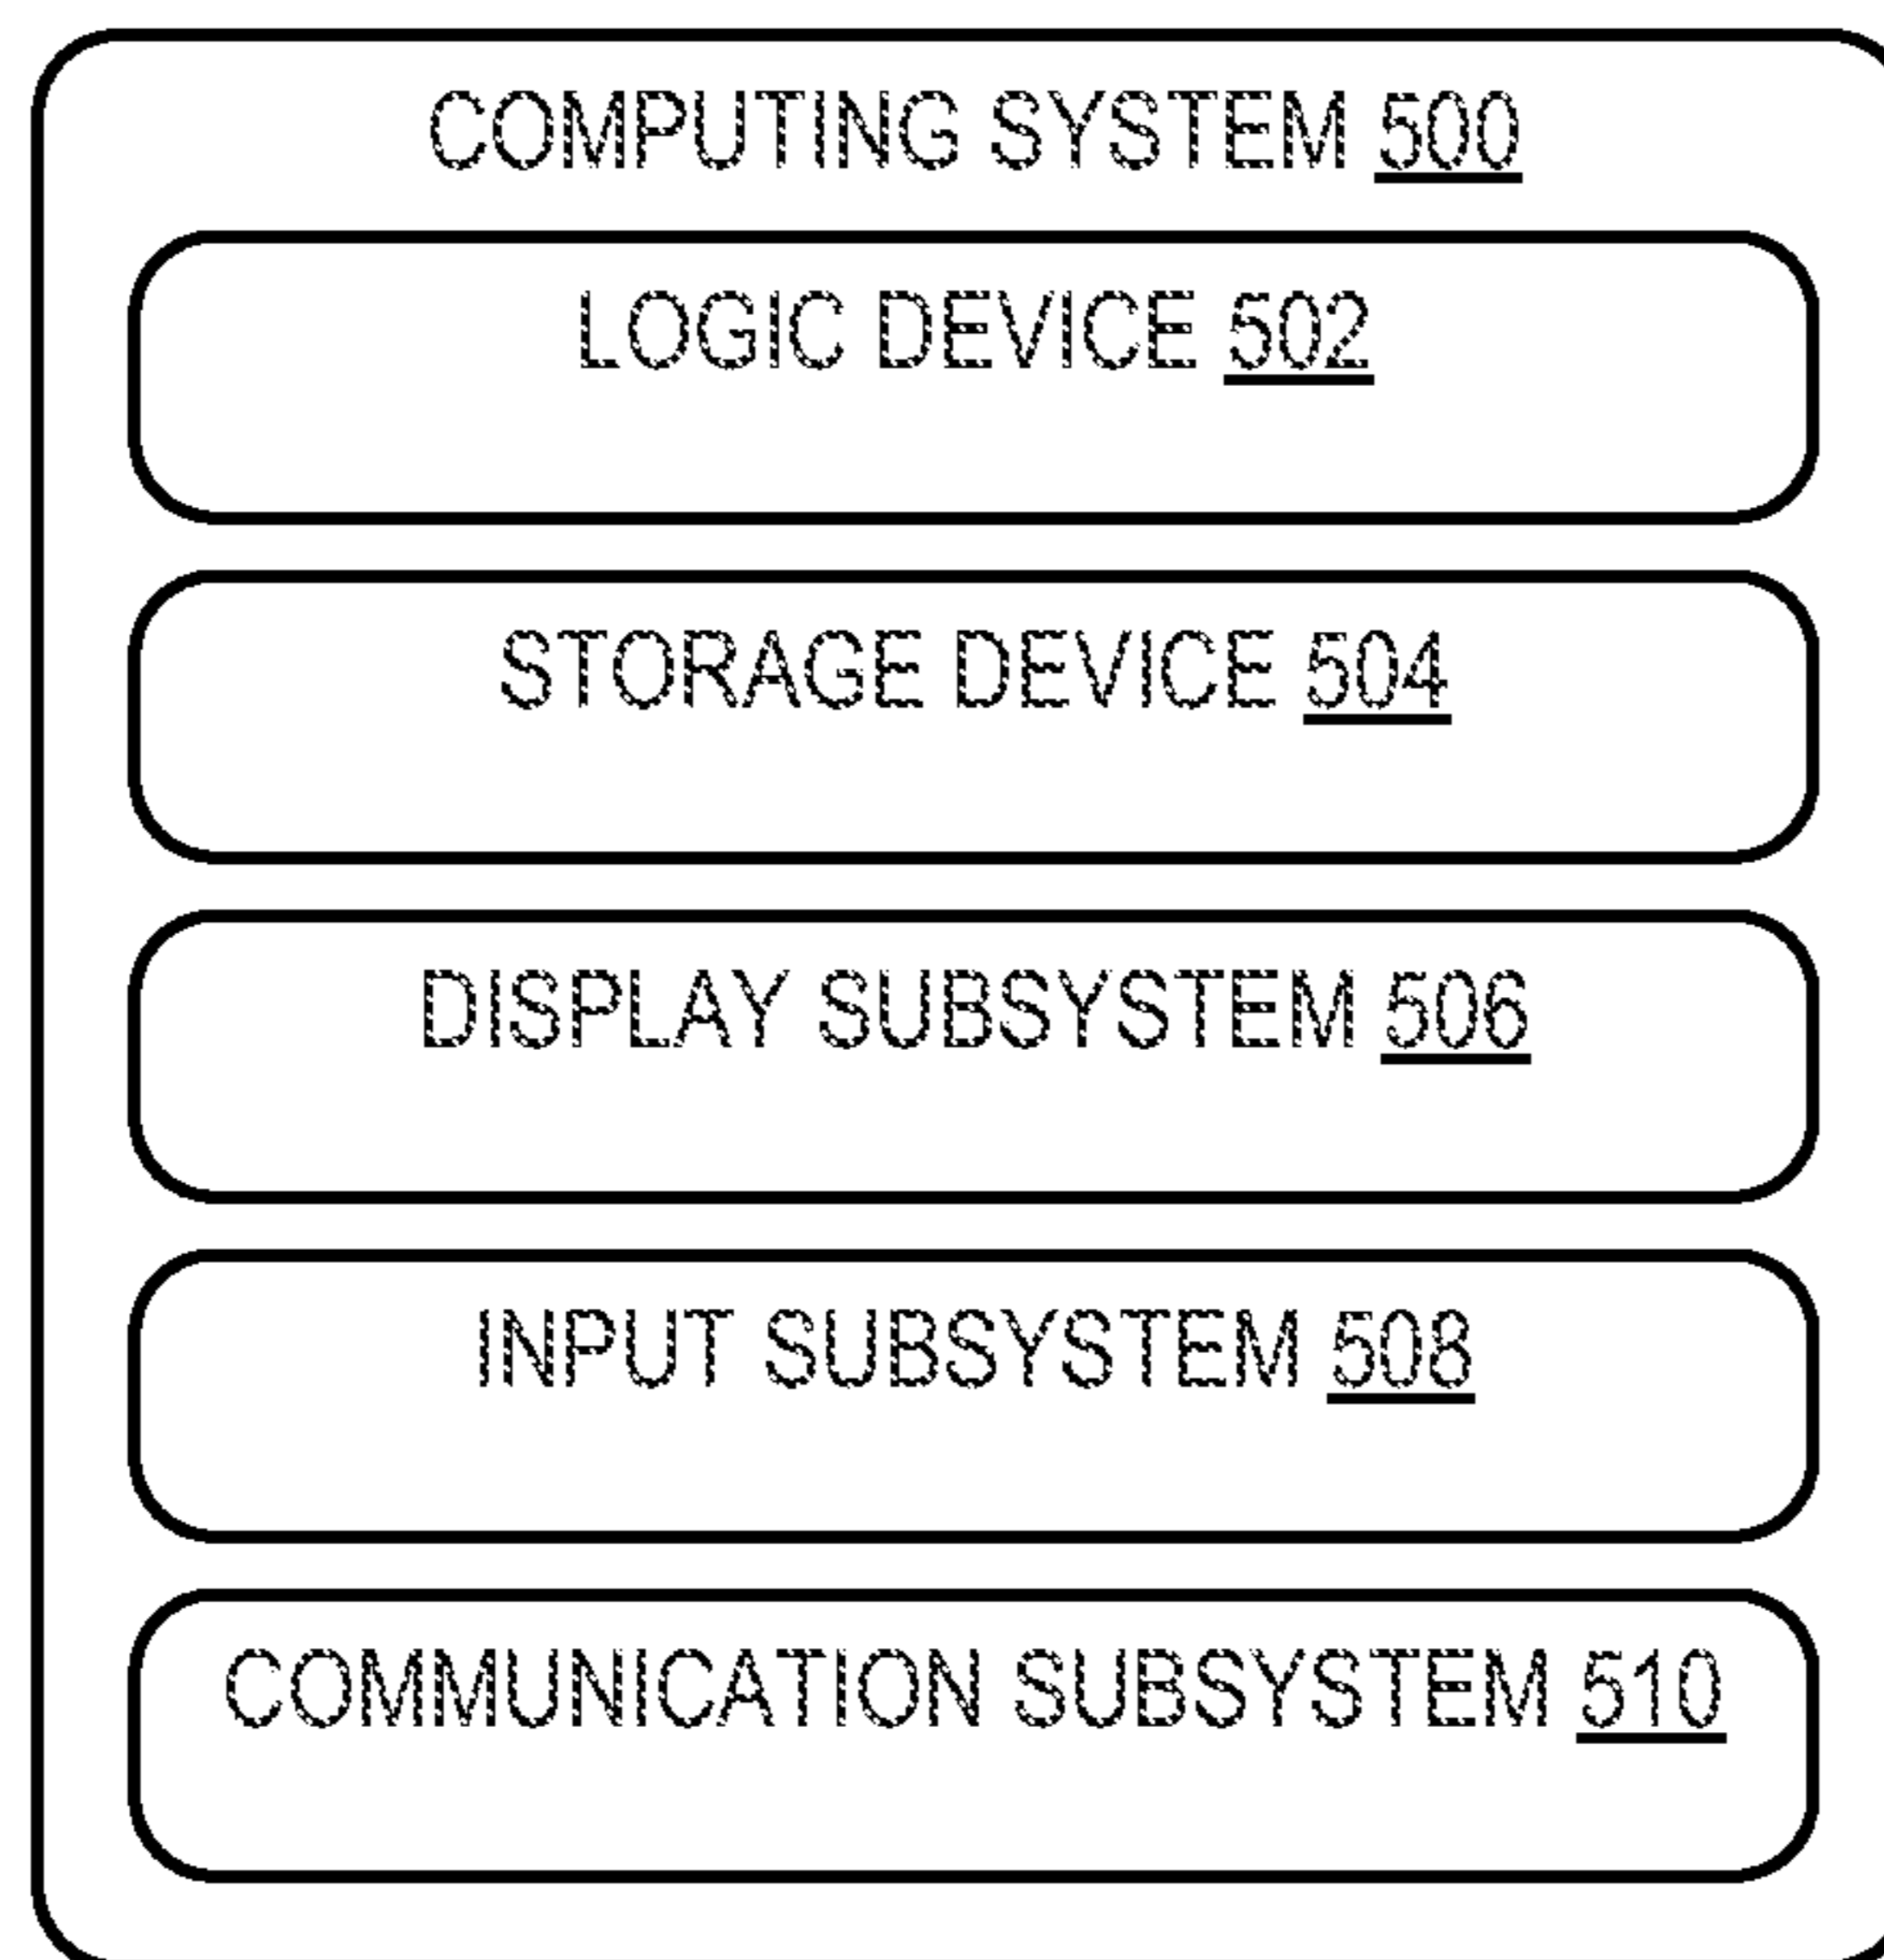 COMPUTING SYSTEM 500
LOGIC DEVICE 502
STORAGE DEVICE 504
DISPLAY SUBSYSTEM 506
INPUT SUBSYSTEM 508
COMMUNICATION SUBSYSTEM 510